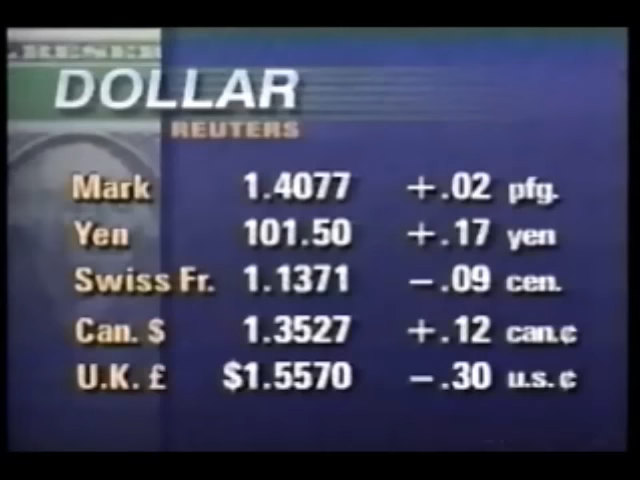 DOLLAR
REUTERS
Mark 1.4077 +.02 pfg.
Yen 101.50 +.17 yen
Swiss Fr. 1.1371 -.09 cen.
Can. $ 1.3527 +.12 can.¢
U.K. £ $1.5570 -.30 u.s.¢